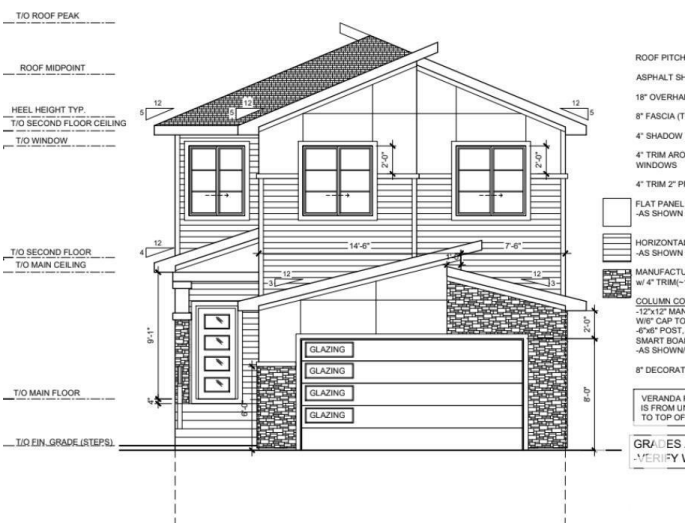 T/O ROOF PEAK
ROOF MIDPOINT
HEEL HEIGHT TYP.
T/O SECOND FLOOR CEILING
T/O WINDOW
T/O SECOND FLOOR
T/O MAIN CEILING
T/O MAIN FLOOR
T/O FIN. GRADE (STEPS)
12
5
12
5
12
5
2'-0"
2'-0"
12
4
14'-6"
7'-6"
1'-0"
12
3
12
3
9'-1"
4"
6'-0"
2'-0"
8'-0"
GLAZING
GLAZING
GLAZING
GLAZING
ROOF PITCH
ASPHALT SH
18" OVERHA
8" FASCIA (T
4" SHADOW
4" TRIM ARO
WINDOWS
4" TRIM 2" P
FLAT PANEL
-AS SHOWN
HORIZONTA
-AS SHOWN
MANUFACTU
w/ 4" TRIM(~
COLUMN CO
-12"x12" MAN
W/6" CAP TO
-6"x6" POST,
SMART BOA
-AS SHOWN
8" DECORAT
VERANDA
IS FROM U
TO TOP OF
GRADES
-VERIFY